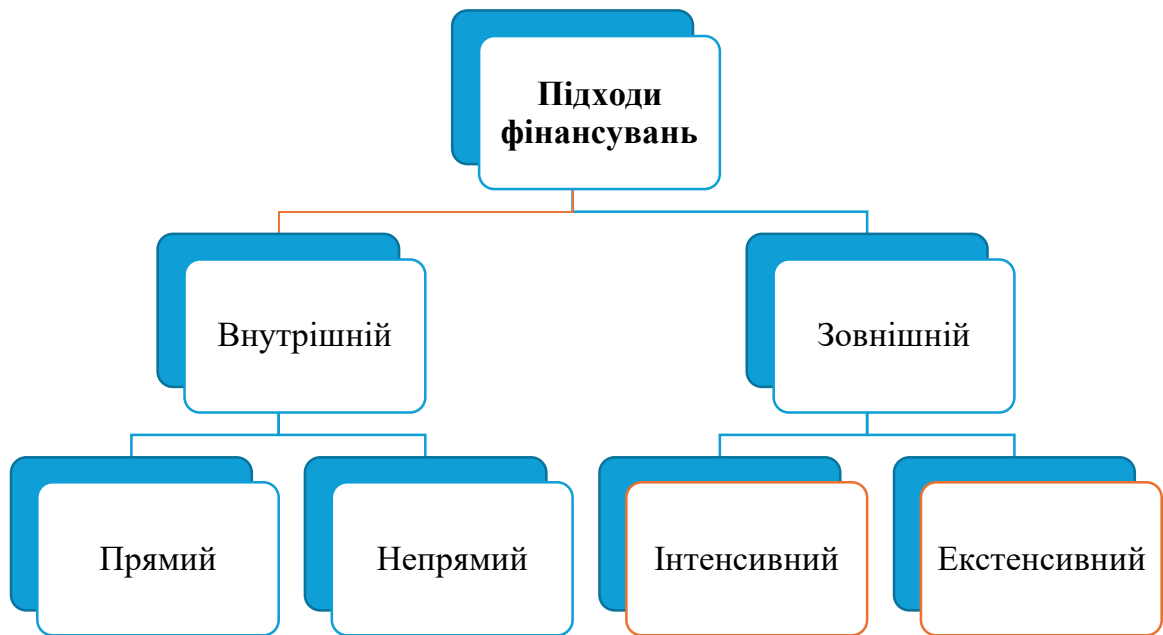 Підходи
фінансувань
Внутрішній
Зовнішній
Прямий
Непрямий
Інтенсивний
Екстенсивний